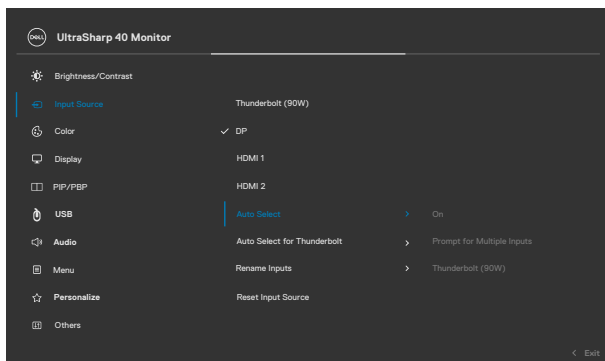 DELL UltraSharp 40 Monitor
Brightness/Contrast
Input Source Thunderbolt (90W)
Color DP
Display HDMI 1
PIP/PBP HDMI 2
USB Auto Select On
Audio Auto Select for Thunderbolt Prompt for Multiple Inputs
Menu Rename Inputs Thunderbolt (90W)
Personalize Reset Input Source
Others
Exit